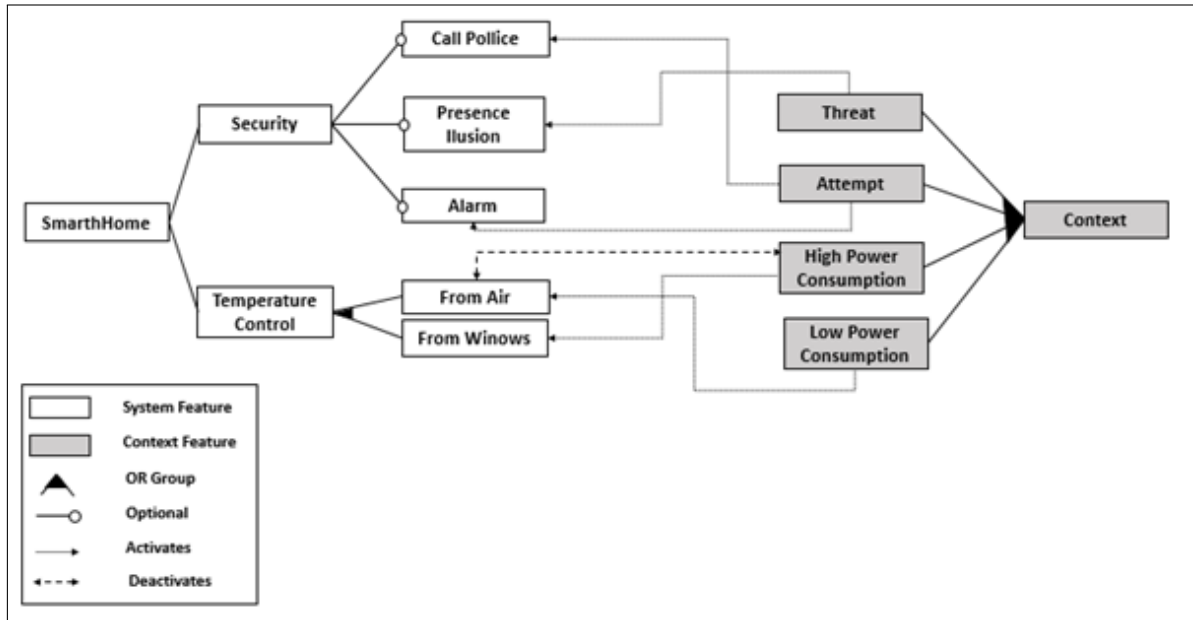 Call Pollice
Presence
Ilusion
Security
Alarm
SmarthHome
Temperature
Control
From Air
From Winows
Threat
Attempt
High Power
Consumption
Low Power
Consumption
Context
System Feature
Context Feature
OR Group
Optional
Activates
Deactivates